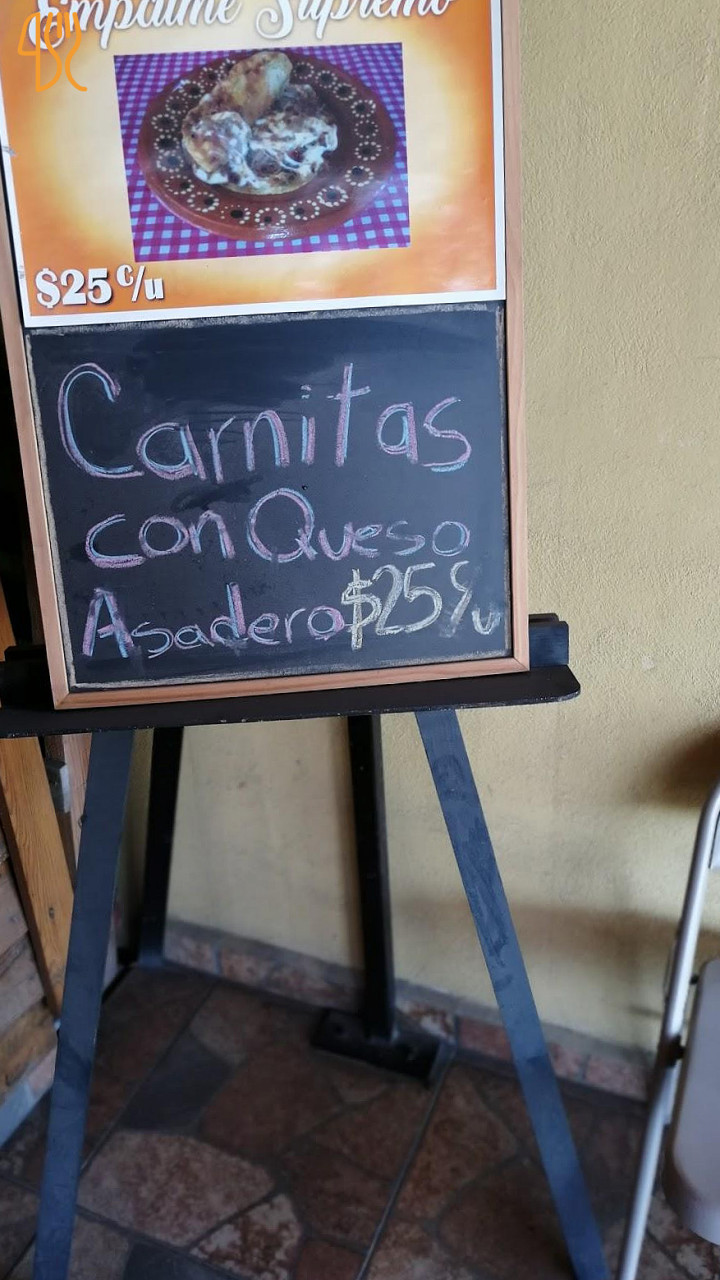 Empalme Supremo
$25 c/u
Carnitas
con Queso
Asadero $25 c/u